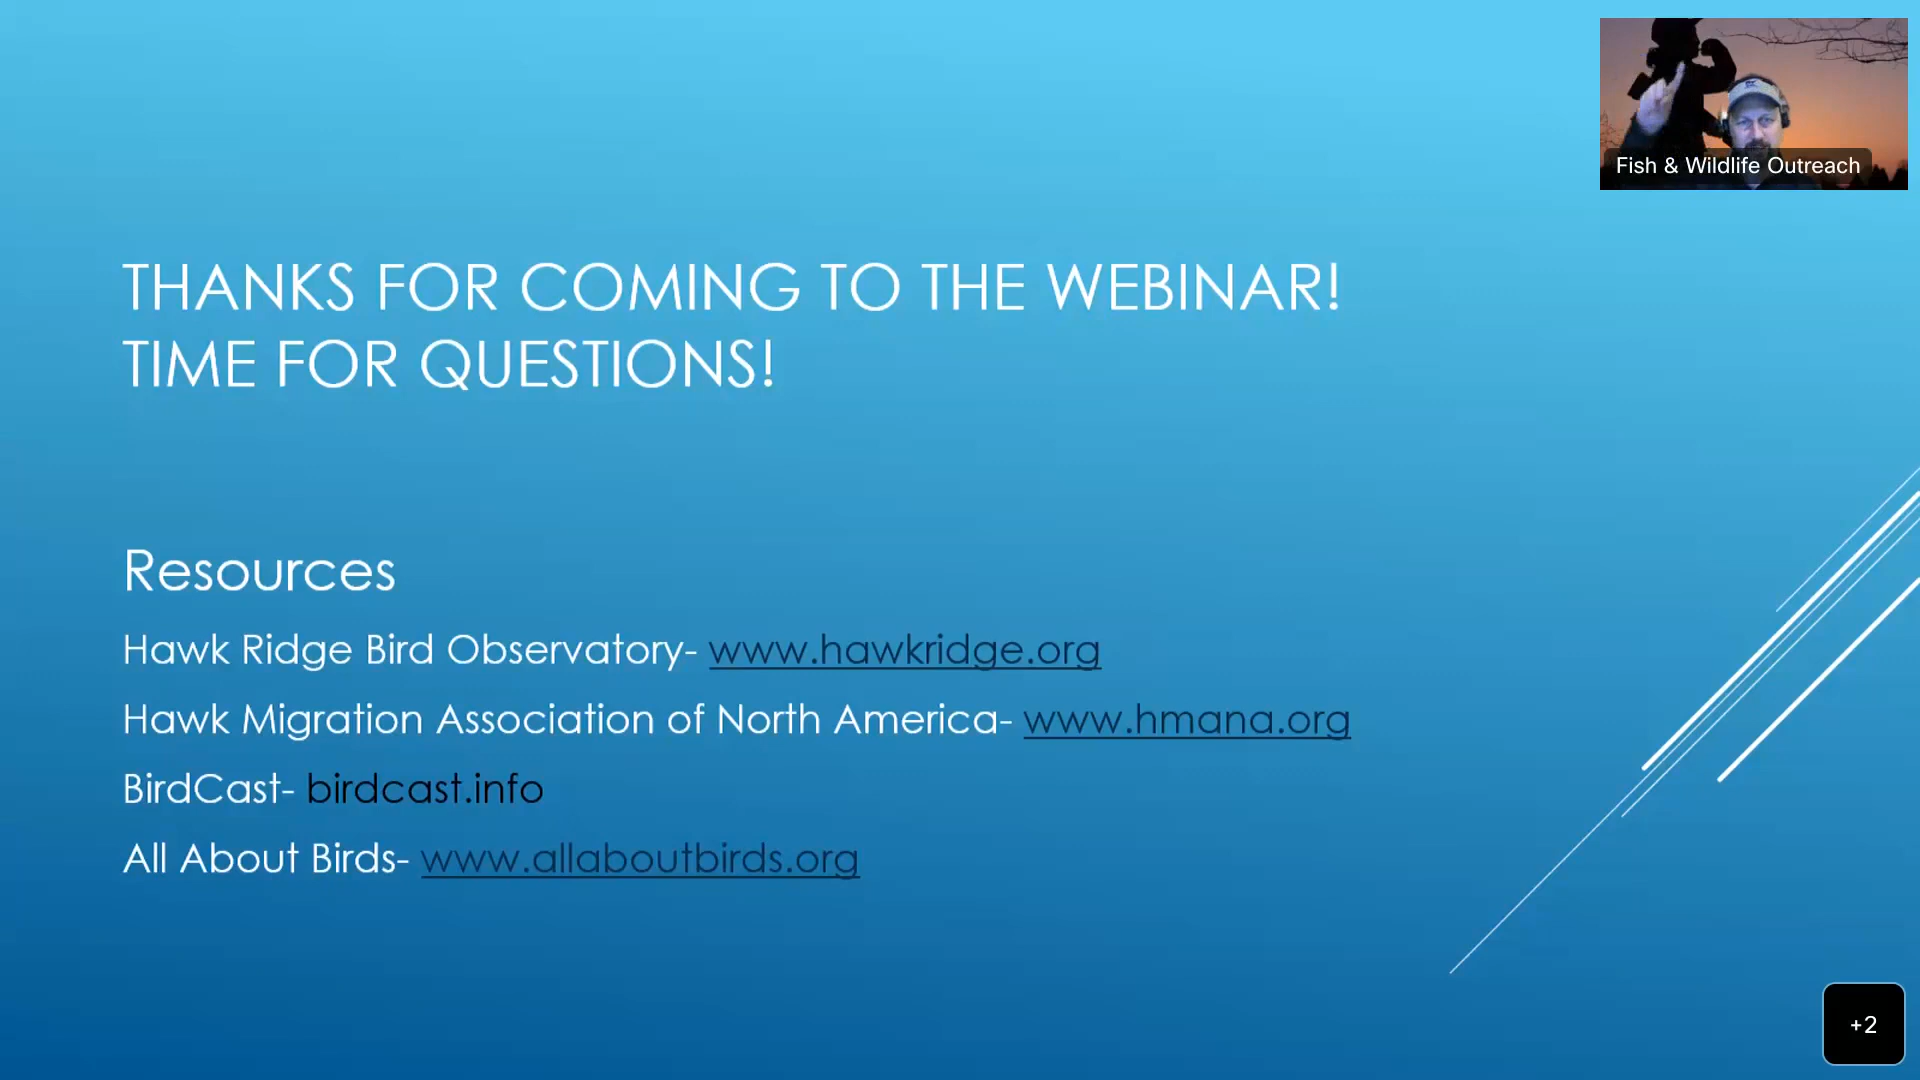 Fish & Wildlife Outreach
THANKS FOR COMING TO THE WEBINAR!
TIME FOR QUESTIONS!
Resources
Hawk Ridge Bird Observatory- www.hawkridge.org
Hawk Migration Association of North America- www.hmana.org
BirdCast- birdcast.info
All About Birds- www.allaboutbirds.org
+2